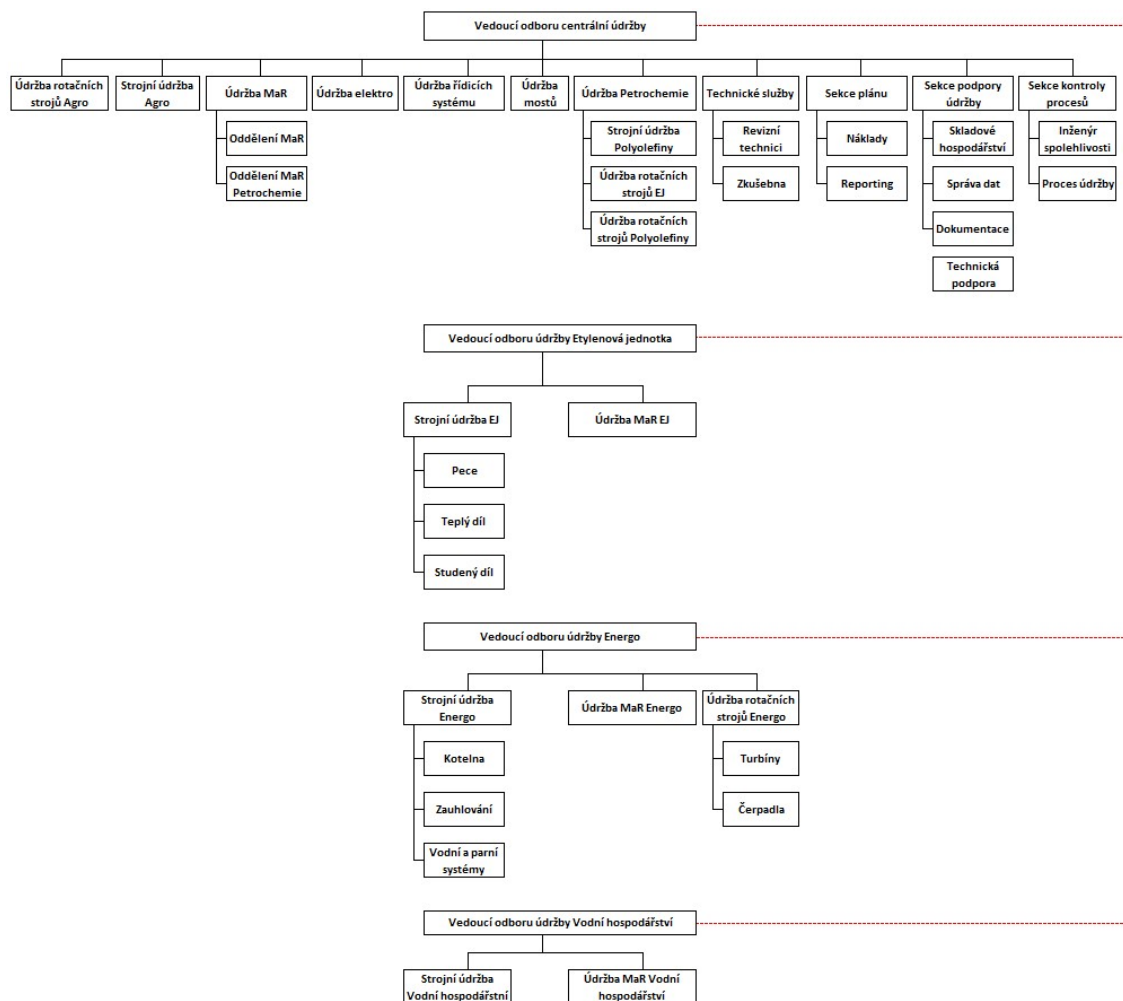 Vedoucí odboru centrální údržby
Údržba rotačních
strojů Agro
Strojní údržba
Agro
Údržba MaR
Údržba elektro
Údržba řídicích
systému
Údržba
mostů
Údržba Petrochemie
Technické služby
Sekce plánu
Sekce podpory
údržby
Sekce kontroly
procesů
Oddělení MaR
Oddělení MaR
Petrochemie
Strojní údržba
Polyolefiny
Údržba rotačních
strojů EJ
Údržba rotačních
strojů Polyolefiny
Revizní
technici
Zkušebna
Náklady
Reporting
Skladové
hospodářství
Správa dat
Dokumentace
Technická
podpora
Inženýr
spolehlivosti
Proces údržby
Vedoucí odboru údržby Etylenová jednotka
Strojní údržba EJ
Údržba MaR EJ
Pece
Teplý díl
Studený díl
Vedoucí odboru údržby Energo
Strojní údržba
Energo
Údržba MaR Energo
Údržba rotačních
strojů Energo
Kotelna
Zauhlování
Vodní a parní
systémy
Turbíny
Čerpadla
Vedoucí odboru údržby Vodní hospodářství
Strojní údržba
Vodní hospodářstní
Údržba MaR Vodní
hospodářství